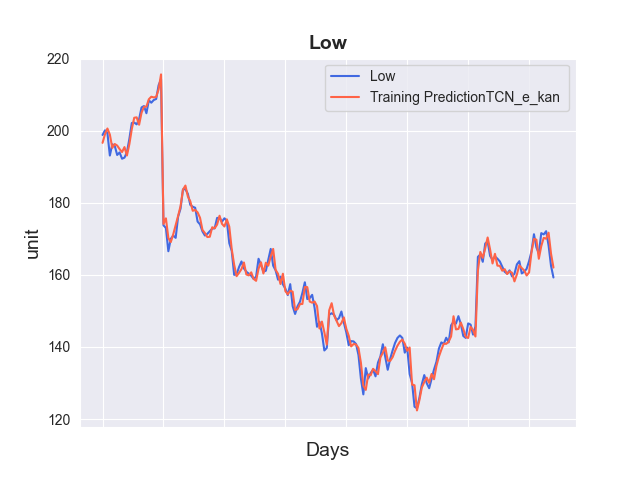 Low
220
200
180
160
140
120
unit
Low
Training PredictionTCN_e_kan
Days